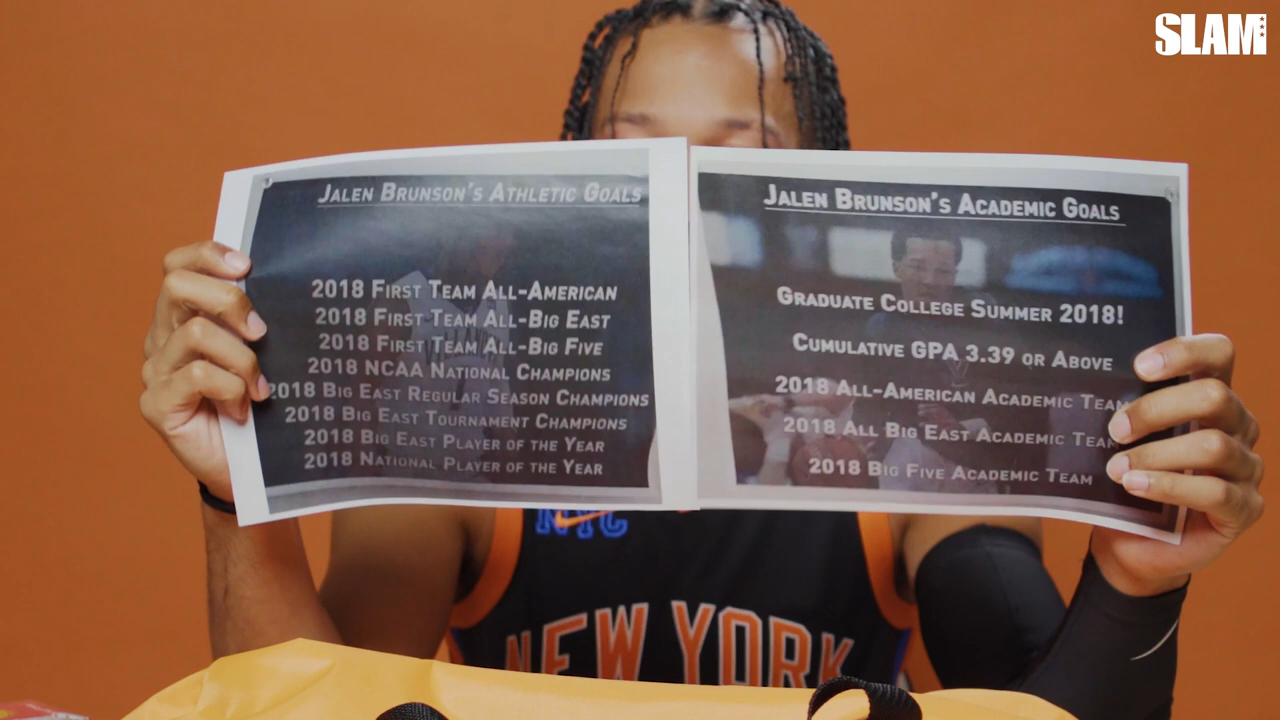 SLAM
JALEN BRUNSON'S ATHLETIC GOALS
2018 FIRST TEAM ALL-AMERICAN
2018 FIRST TEAM ALL-BIG EAST
2018 FIRST TEAM ALL-BIG FIVE
2018 NCAA NATIONAL CHAMPIONS
2018 BIG EAST REGULAR SEASON CHAMPIONS
2018 BIG EAST TOURNAMENT CHAMPIONS
2018 BIG EAST PLAYER OF THE YEAR
2018 NATIONAL PLAYER OF THE YEAR
JALEN BRUNSON'S ACADEMIC GOALS
GRADUATE COLLEGE SUMMER 2018!
CUMULATIVE GPA 3.39 OR ABOVE
2018 ALL-AMERICAN ACADEMIC TEAM
2018 ALL BIG EAST ACADEMIC TEAM
2018 BIG FIVE ACADEMIC TEAM
NYC
NEW YORK